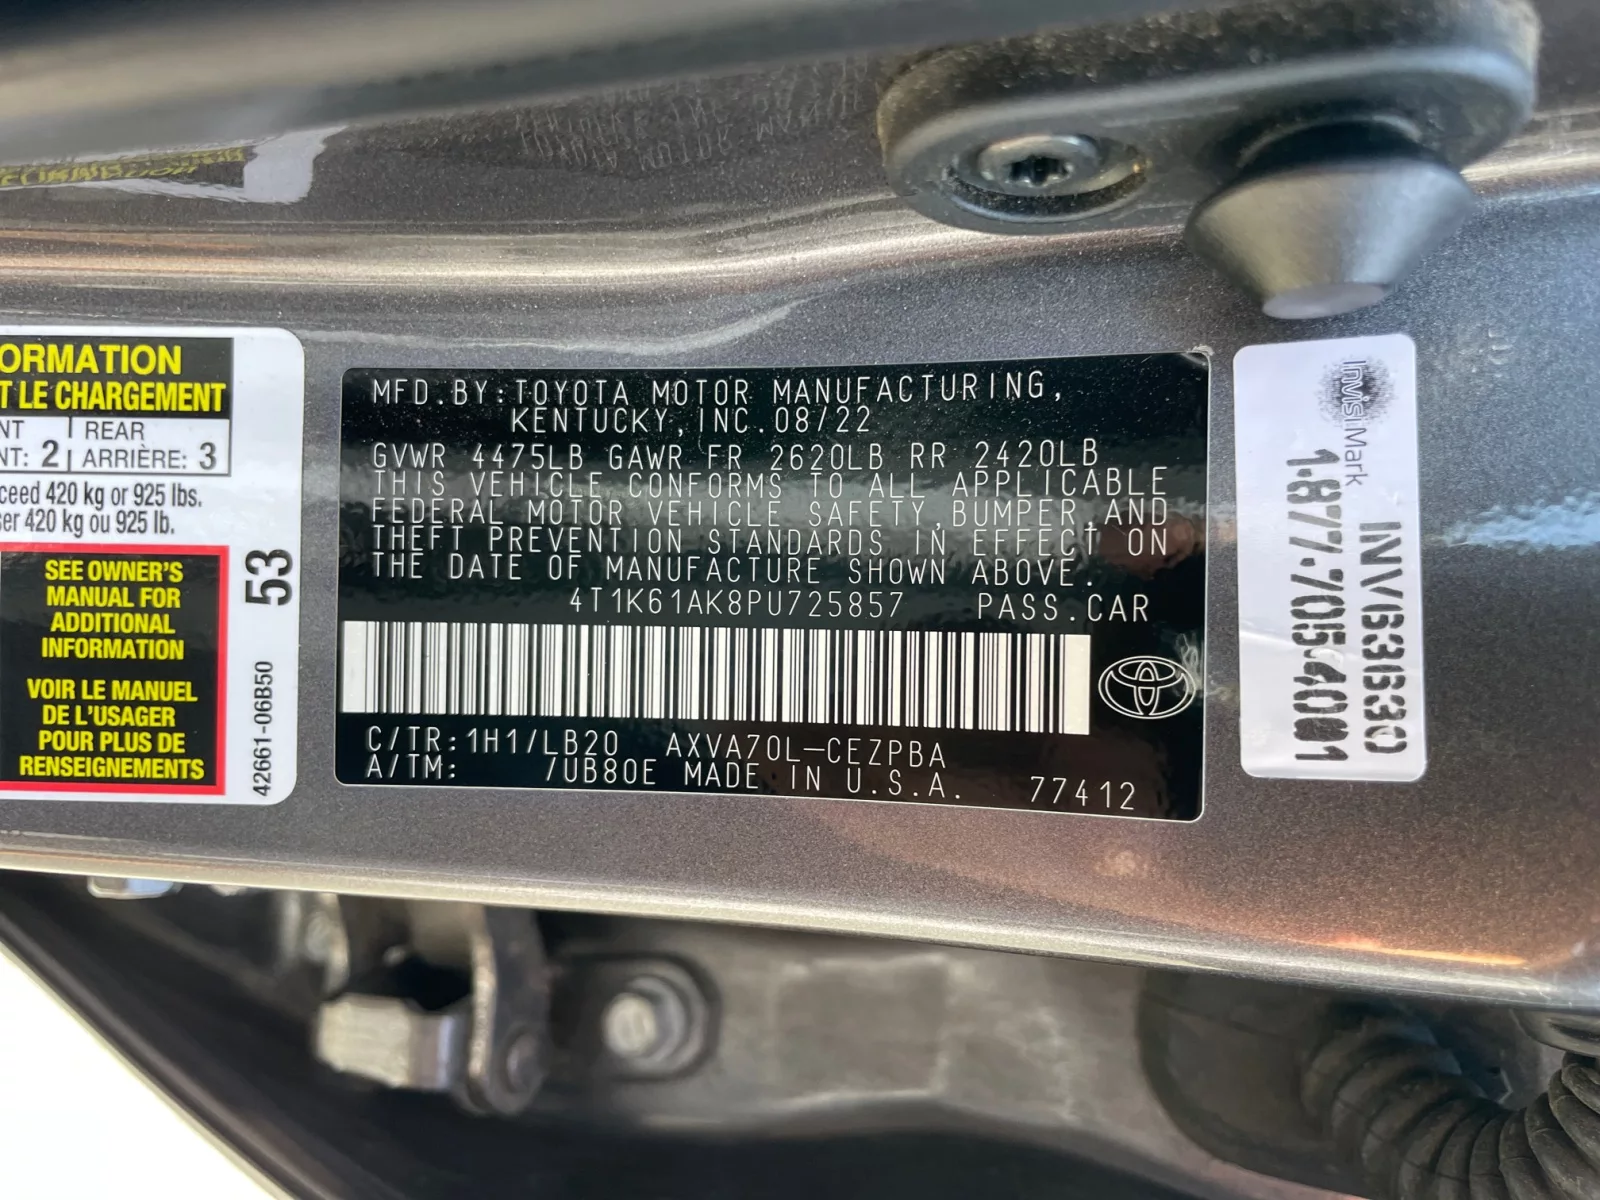 ORMATION
T LE CHARGEMENT
NT | REAR
NT: 2 | ARRIÈRE: 3
ceed 420 kg or 925 lbs.
ser 420 kg ou 925 lb.
SEE OWNER'S
MANUAL FOR
ADDITIONAL
INFORMATION
VOIR LE MANUEL
DE L'USAGER
POUR PLUS DE
RENSEIGNEMENTS
53
42661-06B50
MFD.BY:TOYOTA MOTOR MANUFACTURING,
KENTUCKY,INC.08/22
GVWR 4475LB GAWR FR 2620LB RR 2420LB
THIS VEHICLE CONFORMS TO ALL APPLICABLE
FEDERAL MOTOR VEHICLE SAFETY,BUMPER,AND
THEFT PREVENTION STANDARDS IN EFFECT ON
THE DATE OF MANUFACTURE SHOWN ABOVE.
4T1K61AK8PU725857 PASS.CAR
C/TR:1H1/LB20 AXVA70L-CEZPBA
A/TM: /UB80E MADE IN U.S.A. 77412
InvisiMark
1.877.705.4001